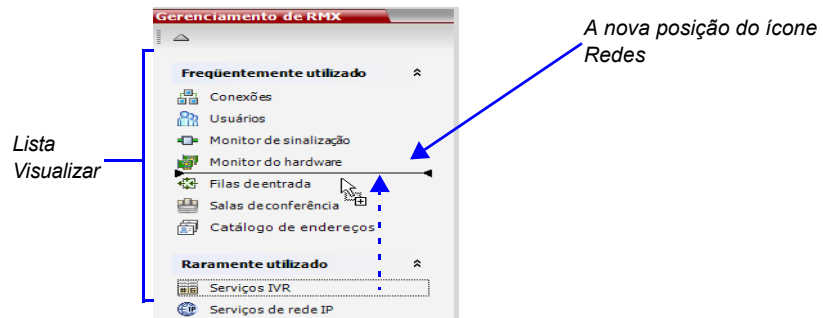 Gerenciamento de RMX
A nova posição do ícone
Redes
Freqüentemente utilizado
Conexões
Usuários
Lista
Visualizar
Monitor de sinalização
Monitor do hardware
Filas de entrada
Salas de conferência
Catálogo de endereços
Raramente utilizado
Serviços IVR
Serviços de rede IP